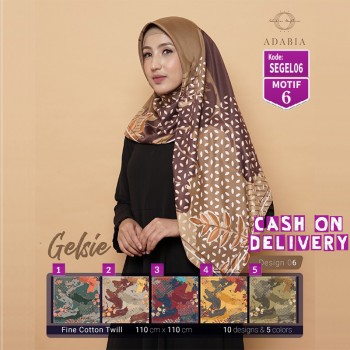 ADABIA
Kode:
SEGEL06
MOTIF
6
Gelsie
CASH ON
DELIVERY
Design 06
1 2 3 4 5
Fine Cotton Twill 110 cm x 110 cm 10 designs & 5 colors